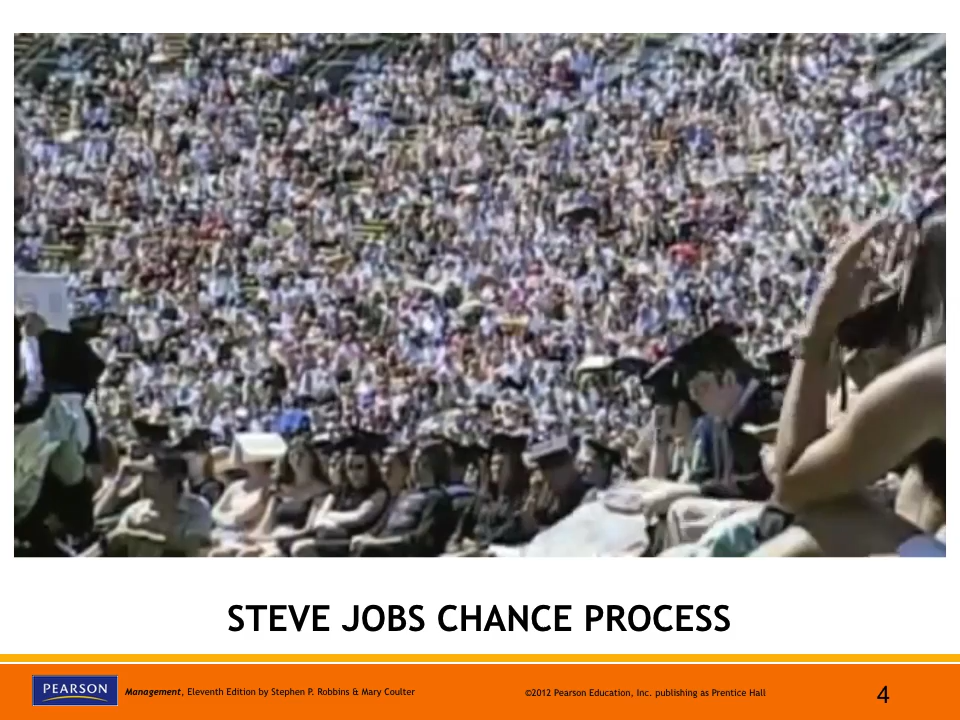 STEVE JOBS CHANCE PROCESS
PEARSON
Management, Eleventh Edition by Stephen P. Robbins & Mary Coulter
©2012 Pearson Education, Inc. publishing as Prentice Hall
4